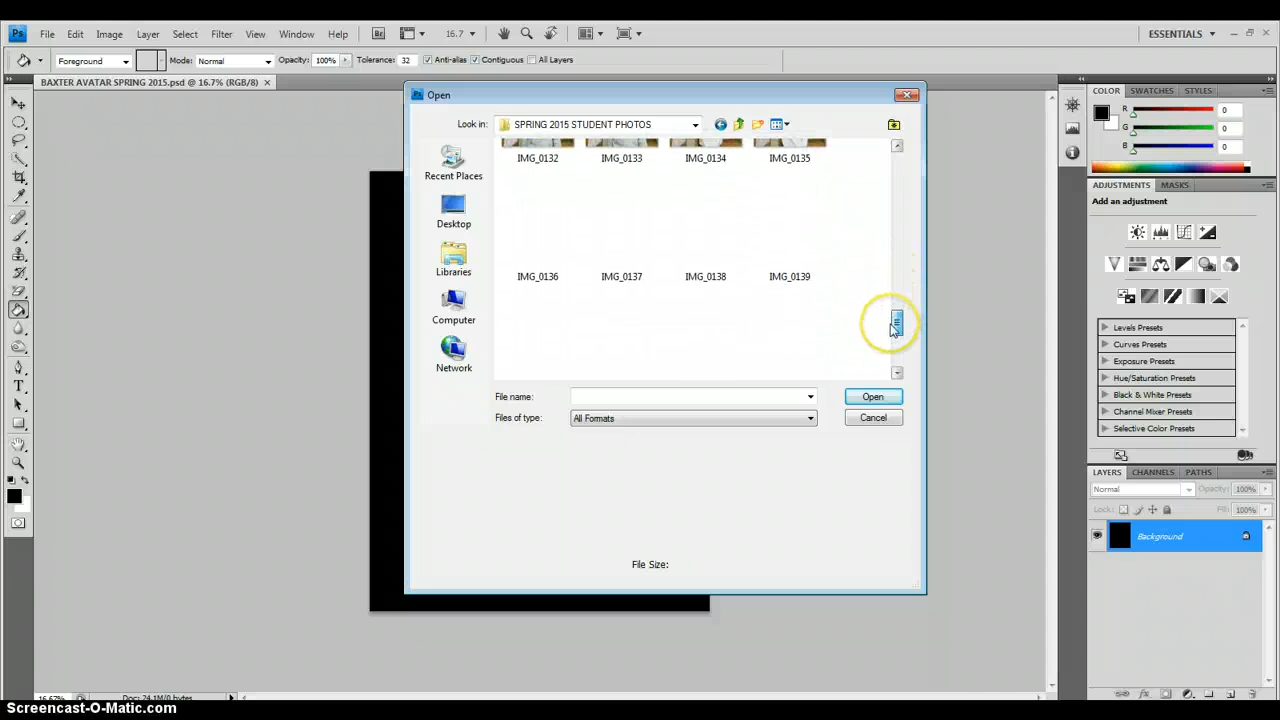 Ps File Edit Image Layer Select Filter View Window Help Br 16.7 ESSENTIALS
Foreground Mode: Normal Opacity: 100% Tolerance: 32 Anti-alias Contiguous All Layers
BAXTER AVATAR SPRING 2015.psd @ 16.7% (RGB/8)
Open
Look in: SPRING 2015 STUDENT PHOTOS
Recent Places
Desktop
Libraries
Computer
Network
IMG_0132 IMG_0133 IMG_0134 IMG_0135
IMG_0136 IMG_0137 IMG_0138 IMG_0139
File name: Open
Files of type: All Formats Cancel
File Size:
COLOR SWATCHES STYLES
R 0
G 0
B 0
ADJUSTMENTS MASKS
Add an adjustment
Levels Presets
Curves Presets
Exposure Presets
Hue/Saturation Presets
Black & White Presets
Channel Mixer Presets
Selective Color Presets
LAYERS CHANNELS PATHS
Normal Opacity: 100%
Lock: Fill: 100%
Background
16.67% Doc: 24.1M/0 bytes
Screencast-O-Matic.com